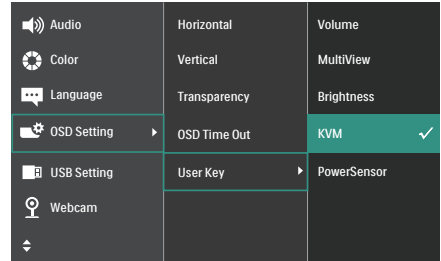 Audio
Color
Language
OSD Setting
USB Setting
Webcam
Horizontal
Vertical
Transparency
OSD Time Out
User Key
Volume
MultiView
Brightness
KVM
PowerSensor